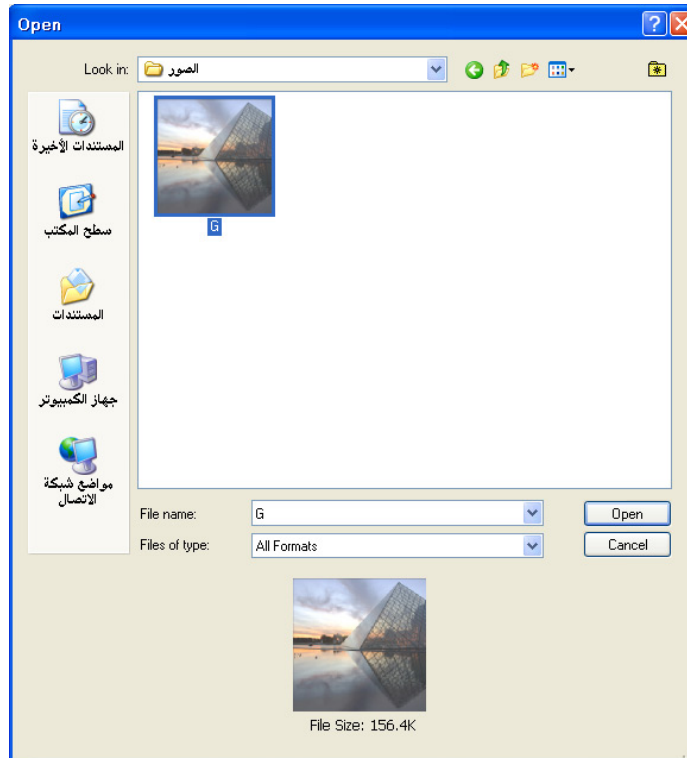 Open
Look in:
الصور
المستندات الأخيرة
سطح المكتب
المستندات
جهاز الكمبيوتر
مواضع شبكة
الاتصال
G
File name:
G
Open
Files of type:
All Formats
Cancel
File Size: 156.4K